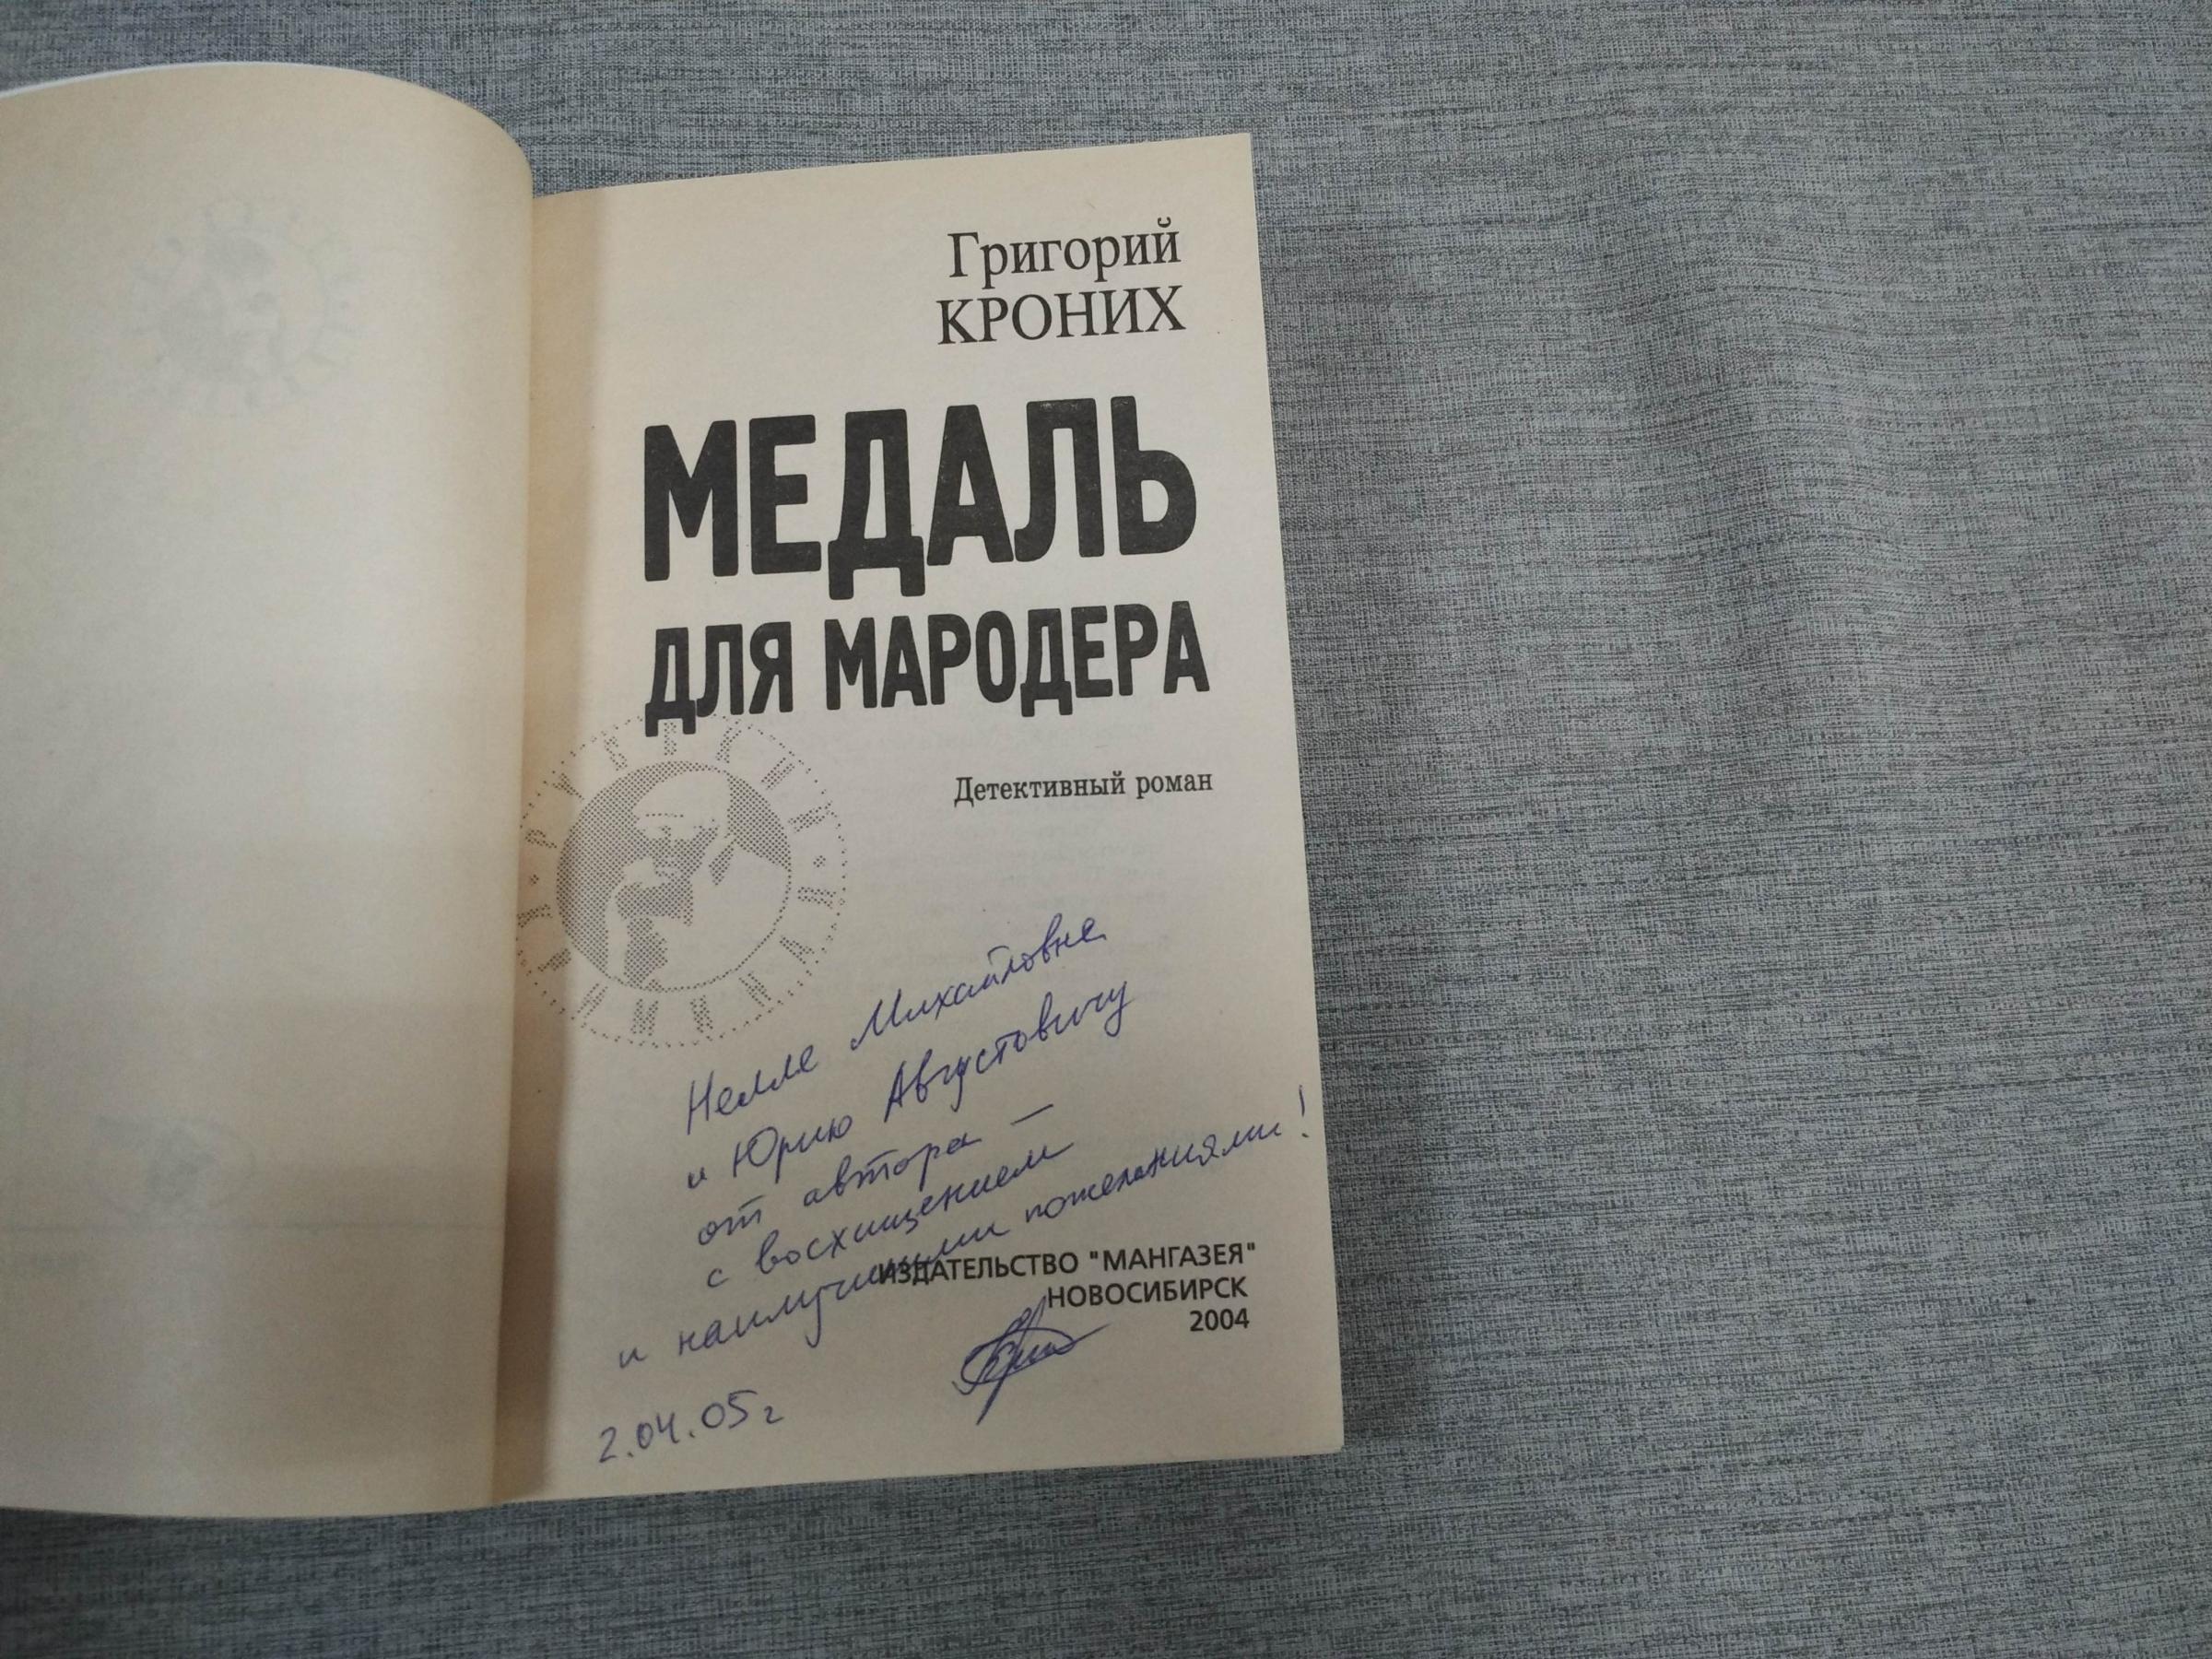 Григорий
КРОНИХ
МЕДАЛЬ
ДЛЯ МАРОДЕРА
Детективный роман
Нелле Михайловне
и Юрию Августовичу
от автора —
с восхищением
и наилучшими пожеланиями!
ИЗДАТЕЛЬСТВО "МАНГАЗЕЯ"
НОВОСИБИРСК
2004
2.04.05г